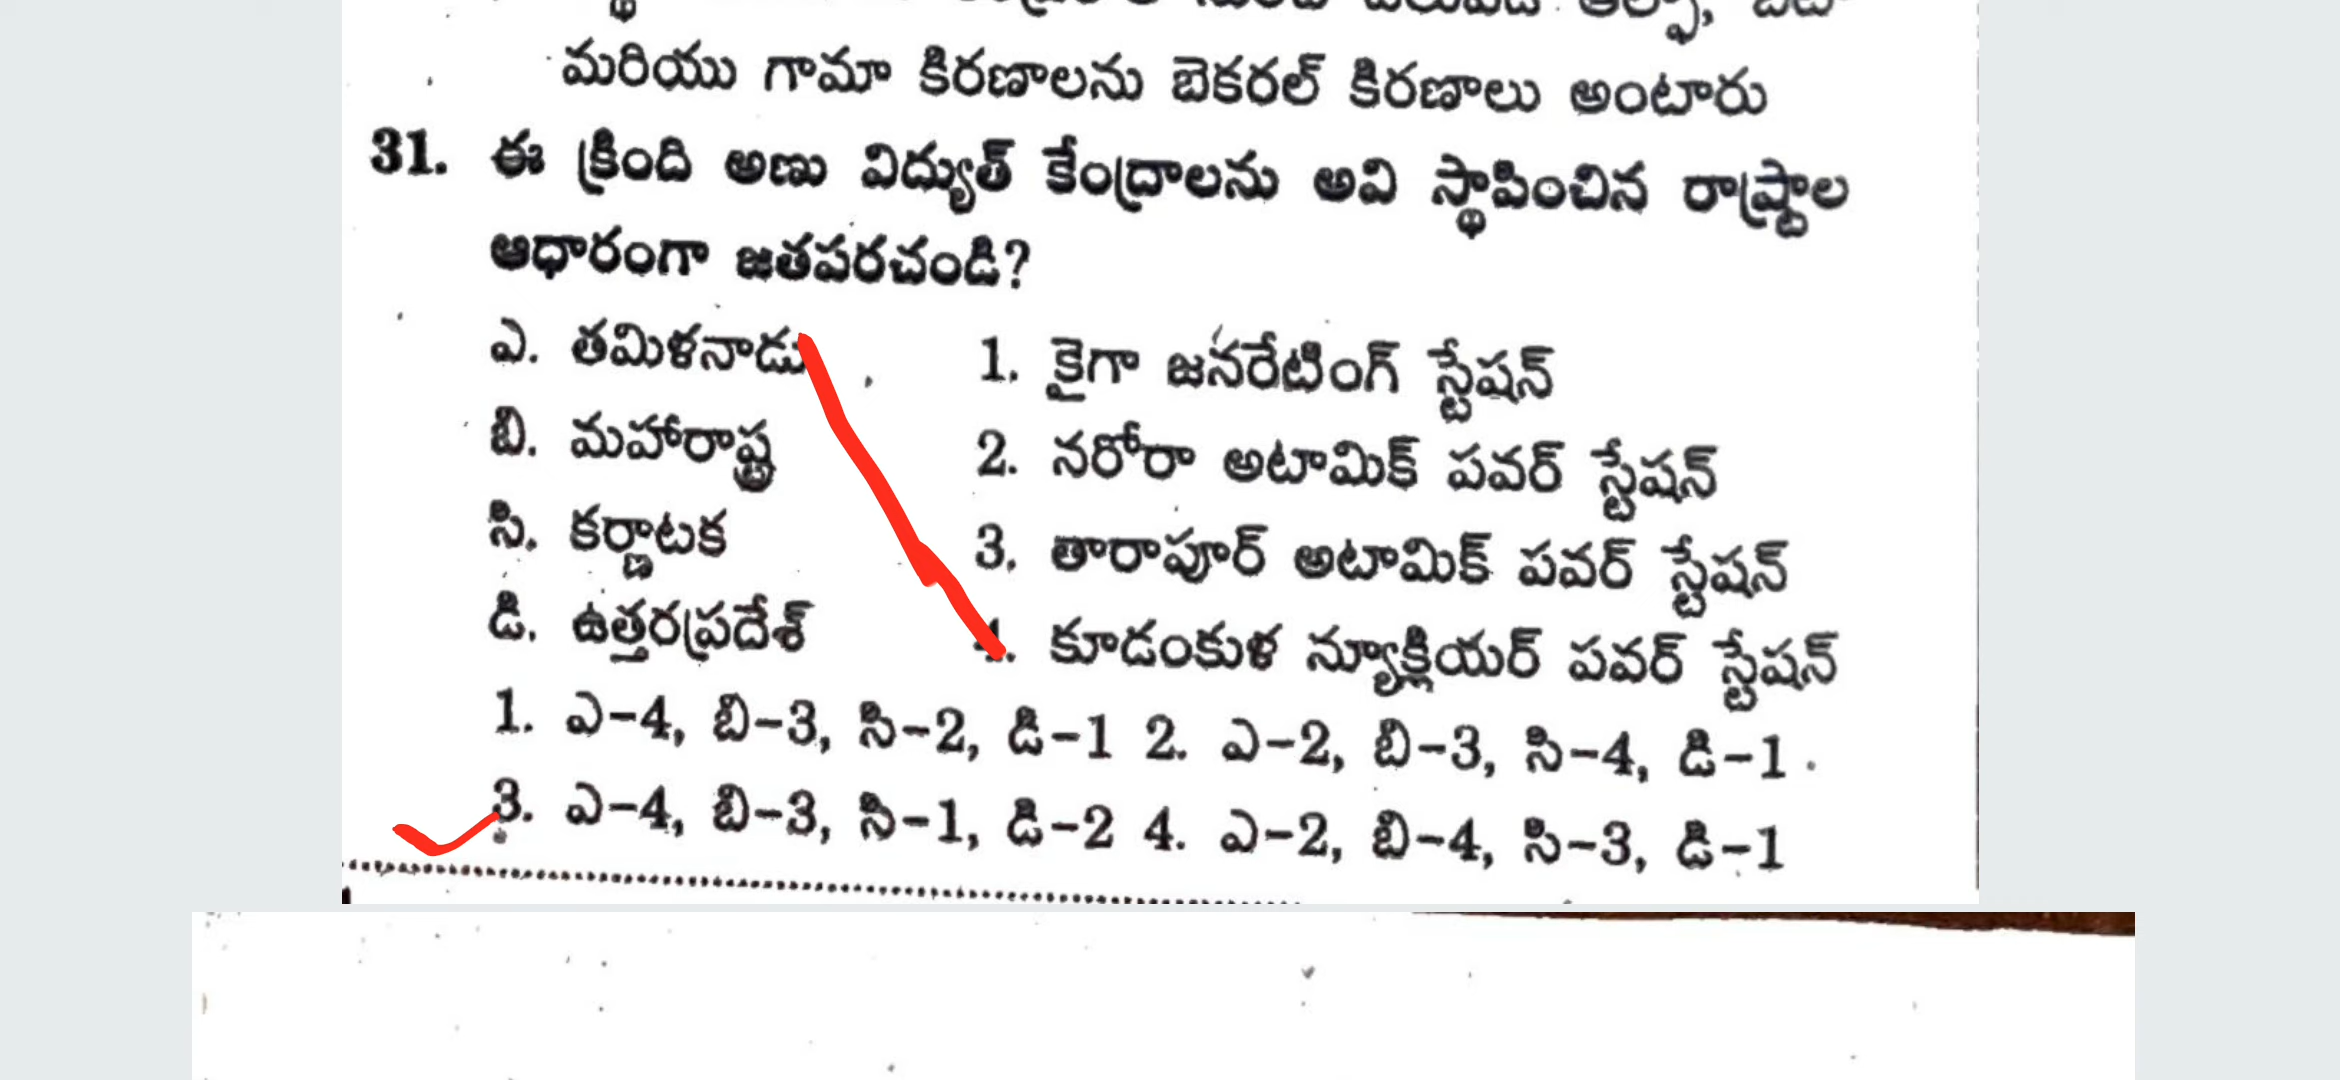 మరియు గామా కిరణాలను బెకరల్ కిరణాలు అంటారు
31. ఈ క్రింది అణు విద్యుత్ కేంద్రాలను అవి స్థాపించిన రాష్ట్రాల
ఆధారంగా జతపరచండి?
ఎ. తమిళనాడు 1. కైగా జనరేటింగ్ స్టేషన్
బి. మహారాష్ట్ర 2. నరోరా అటామిక్ పవర్ స్టేషన్
సి. కర్ణాటక 3. తారాపూర్ అటామిక్ పవర్ స్టేషన్
డి. ఉత్తరప్రదేశ్ 4. కూడంకుళ న్యూక్లియర్ పవర్ స్టేషన్
1. ఎ-4, బి-3, సి-2, డి-1 2. ఎ-2, బి-3, సి-4, డి-1
3. ఎ-4, బి-3, సి-1, డి-2 4. ఎ-2, బి-4, సి-3, డి-1